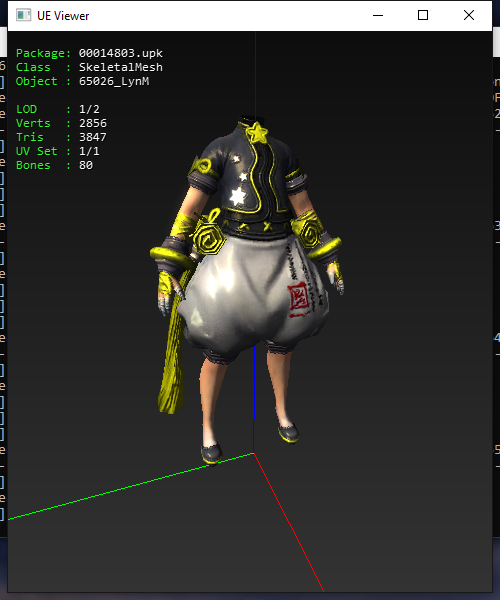 UE Viewer
Package: 00014803.upk
Class : SkeletalMesh
Object : 65026_LynM
LOD : 1/2
Verts : 2856
Tris : 3847
UV Set : 1/1
Bones : 80